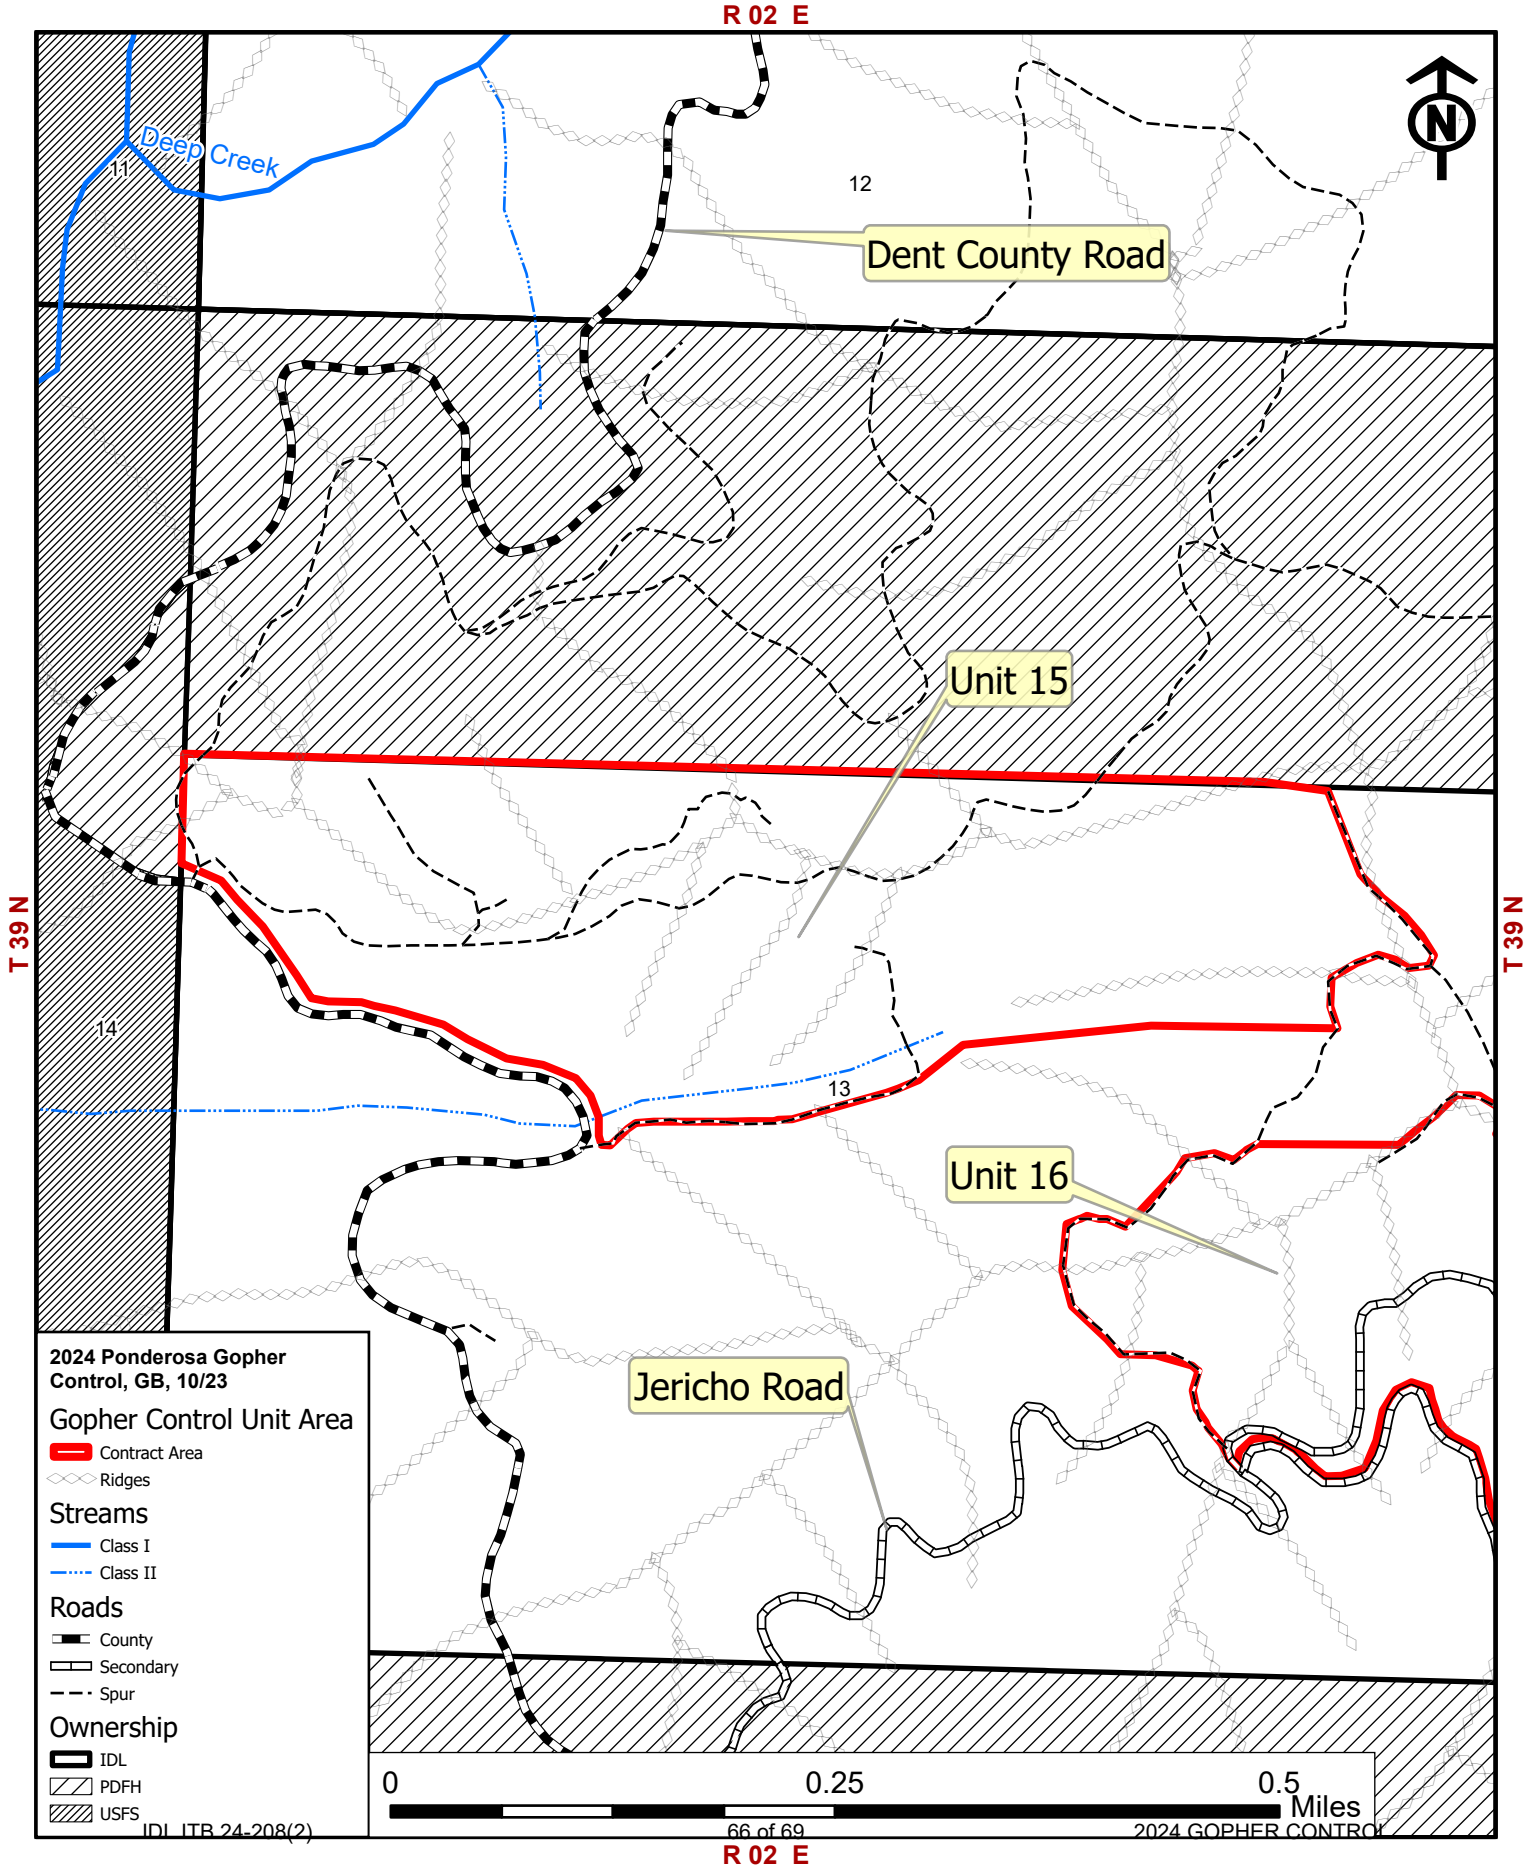 R 02 E
N
Deep Creek
11
12
Dent County Road
Unit 15
T 39 N
T 39 N
14
13
Unit 16
Jericho Road
2024 Ponderosa Gopher
Control, GB, 10/23
Gopher Control Unit Area
Contract Area
Ridges
Streams
Class I
Class II
Roads
County
Secondary
Spur
Ownership
IDL
PDFH
USFS
0 0.25 0.5
Miles
IDL ITB 24-208(2) 66 of 69 2024 GOPHER CONTROL
R 02 E